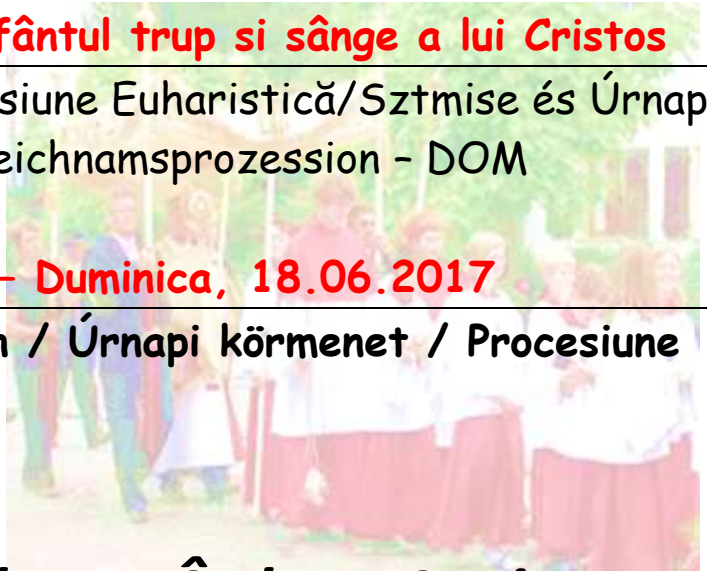 fântul trup si sânge a lui Cristos
siune Euharistică/Sztmise és Úrnap
eichnamsprozession – DOM
– Duminica, 18.06.2017
/ Úrnapi körmenet / Procesiune